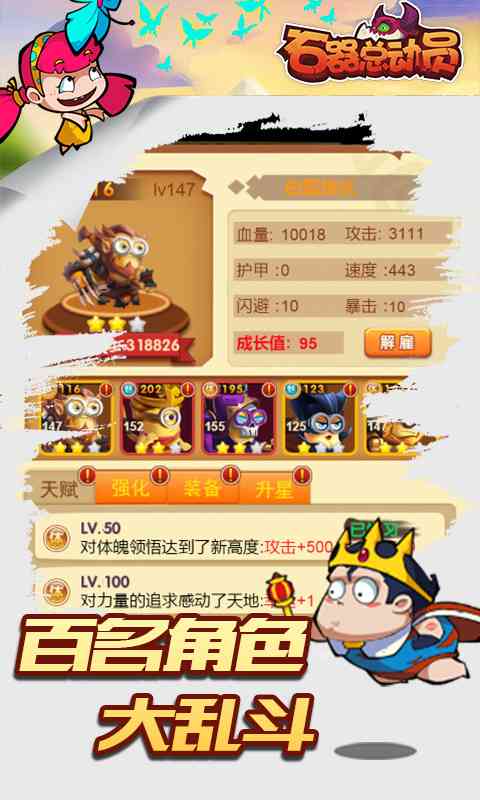 石器总动员
lv147
血量: 10018 攻击: 3111
护甲:0 速度:443
闪避:10 暴击:10
成长值: 95 解雇
318826
116 202 195 123
147 152 155 125 147
天赋 强化 装备 升星
LV.50
对体魄领悟达到了新高度:攻击+500
LV.100
对力量的追求感动了天地:
百名角色
大乱斗